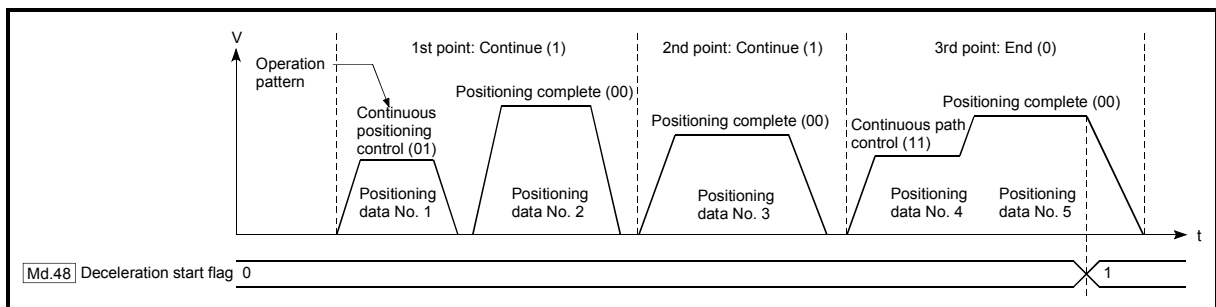 V
1st point: Continue (1)
2nd point: Continue (1)
3rd point: End (0)
Operation
pattern
Continuous
positioning
control (01)
Positioning complete (00)
Positioning complete (00)
Continuous path
control (11)
Positioning complete (00)
Positioning
data No. 1
Positioning
data No. 2
Positioning
data No. 3
Positioning
data No. 4
Positioning
data No. 5
t
Md.48 Deceleration start flag 0
1